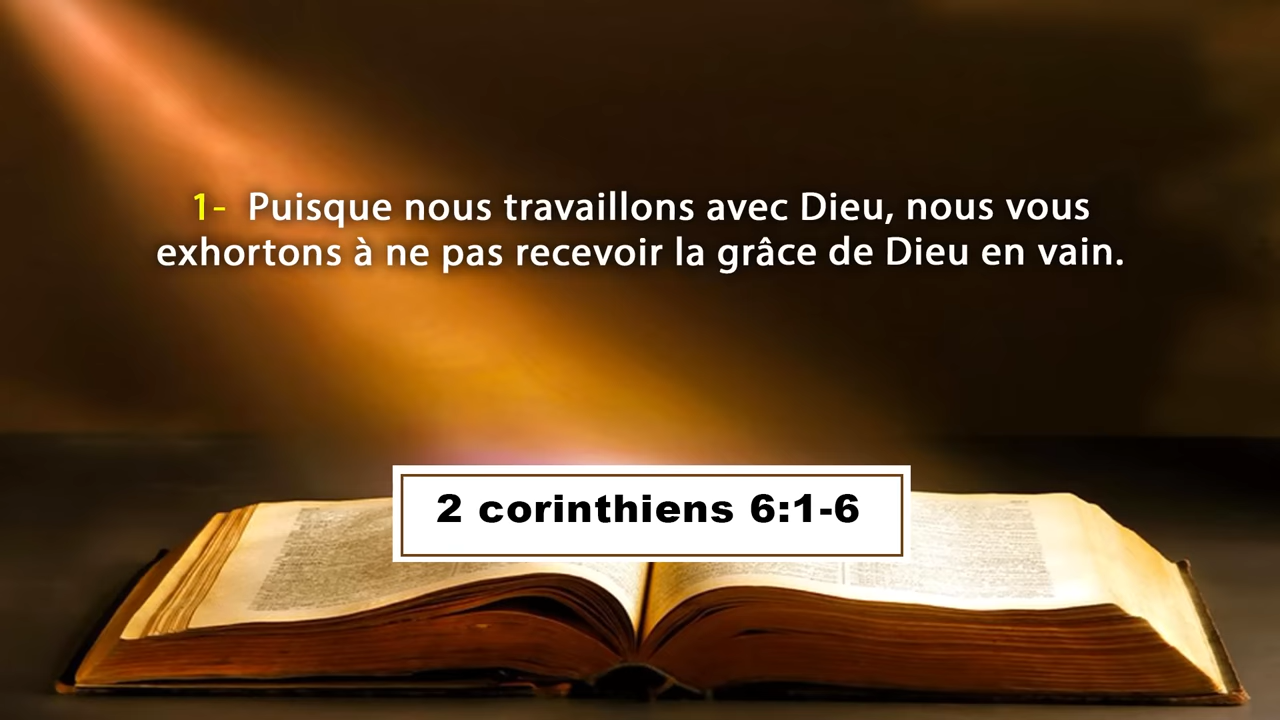 1- Puisque nous travaillons avec Dieu, nous vous
exhortons à ne pas recevoir la grâce de Dieu en vain.
2 corinthiens 6:1-6